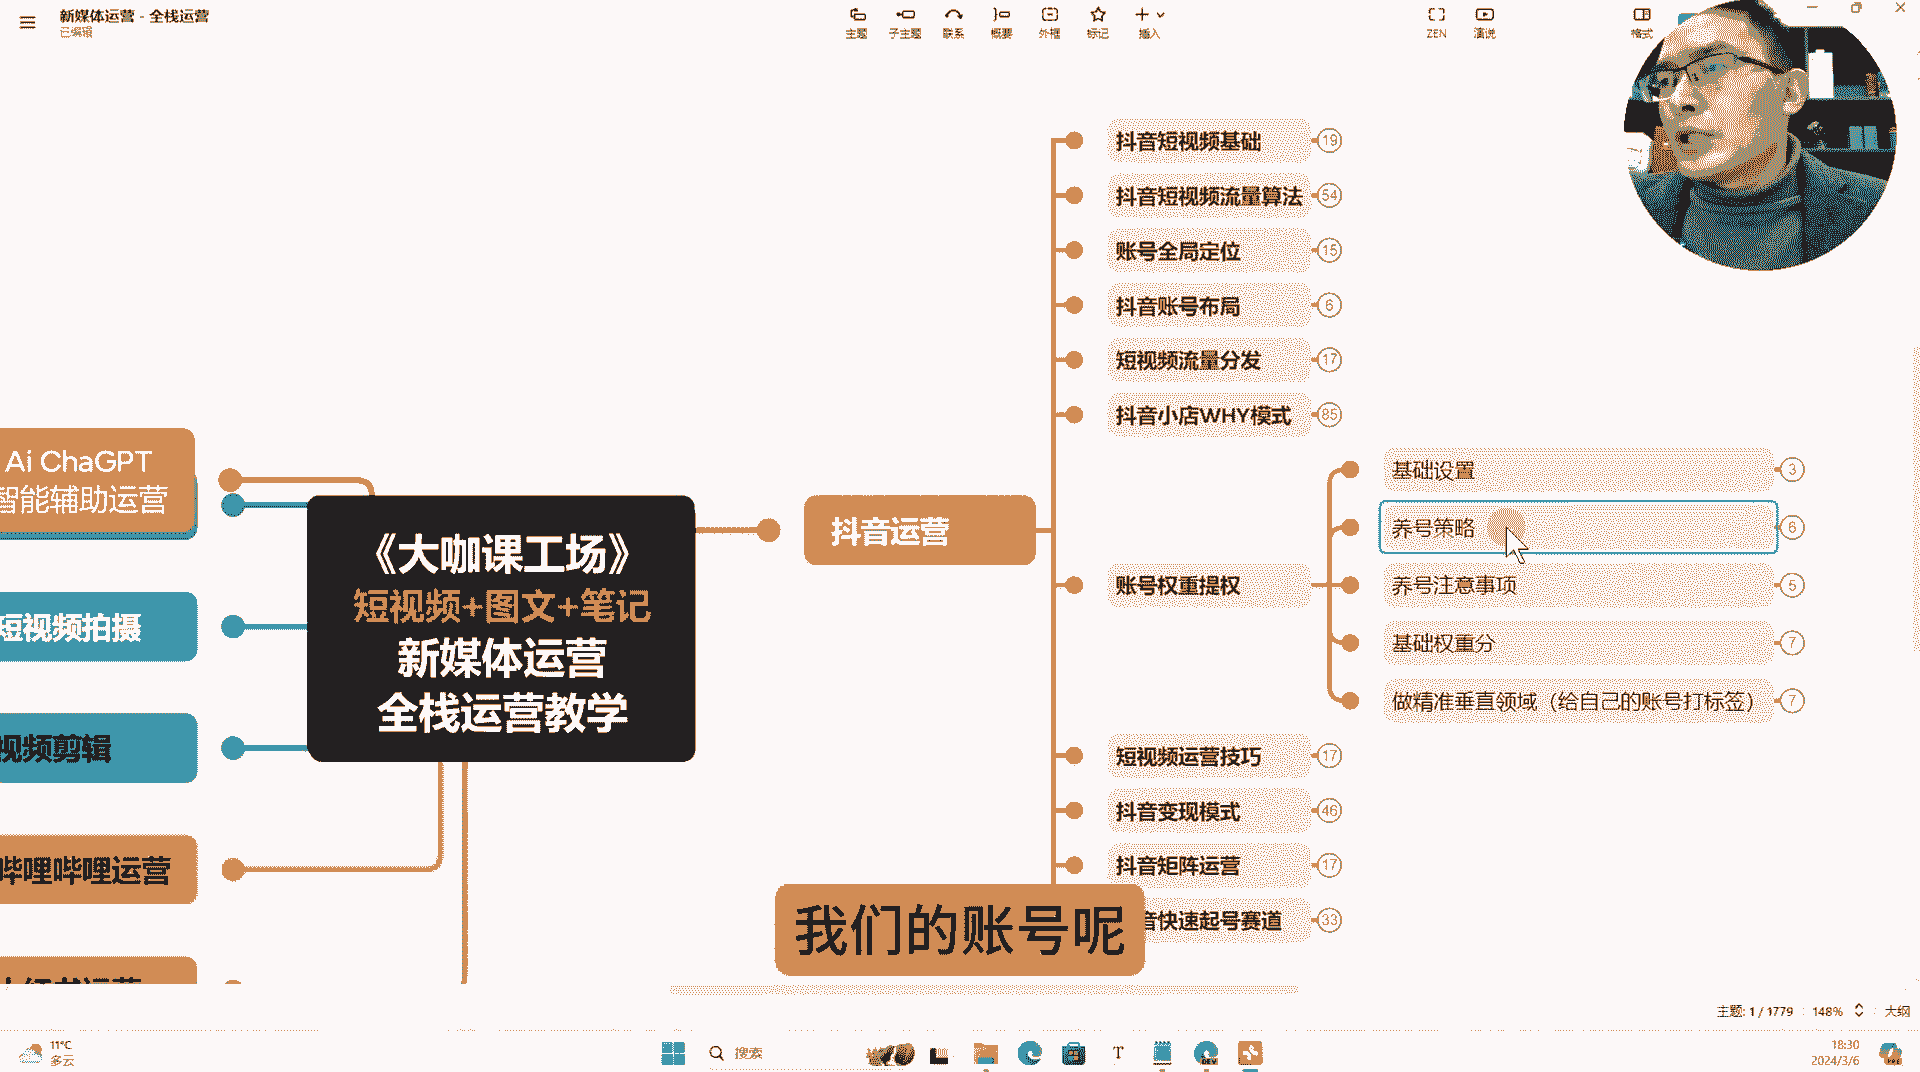 新媒体运营 - 全栈运营
已编辑
主题
子主题
联系
概要
外框
标记
插入
ZEN
演说
格式
抖音短视频基础
19
抖音短视频流量算法
54
账号全局定位
15
抖音账号布局
6
短视频流量分发
17
抖音小店WHY模式
85
基础设置
3
养号策略
6
养号注意事项
5
基础权重分
7
做精准垂直领域（给自己的账号打标签）
7
账号权重提权
短视频运营技巧
17
抖音变现模式
46
抖音矩阵运营
17
音快速起号赛道
33
抖音运营
《大咖课工场》
短视频+图文+笔记
新媒体运营
全栈运营教学
Ai ChaGPT
智能辅助运营
短视频拍摄
视频剪辑
哔哩哔哩运营
我们的账号呢
主题: 1 / 1779
148%
大纲
11°C
多云
搜索
18:30
2024/3/6